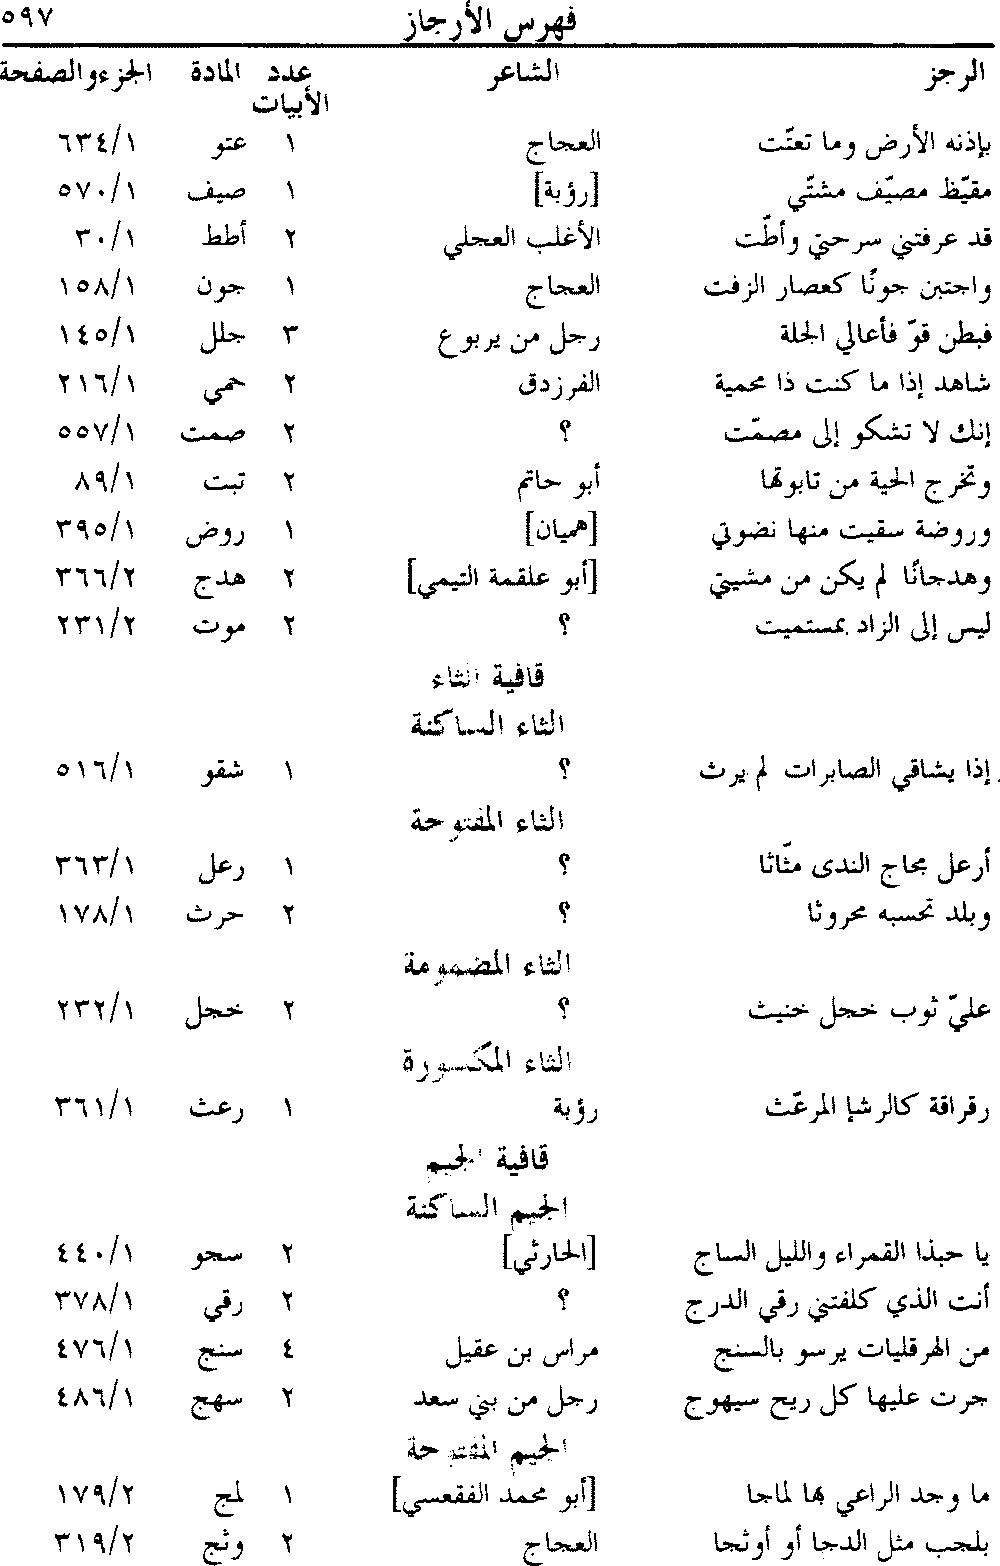 فهرس الأرجاز ٥٩٧
الرجز الشاعر عدد الأبيات المادة الجزء والصفحة
بإذنه الأرض وما تعنّت العجاج ١ عتو ٦٣٤/١
مقيّظ مصيّف مشتّي [رؤبة] ١ صيف ٥٧٠/١
قد عرفتني سرحتي وأطّت الأغلب العجلي ٢ أطط ٣٠/١
واجتبن جونًا كعصار الزفت العجاج ١ جون ١٥٨/١
فبطن قوّ فأعالي الجلة رجل من يربوع ٣ جلل ١٤٥/١
شاهد إذا ما كنت ذا محمية الفرزدق ٢ حمي ٢١٦/١
إنك لا تشكو إلى مصمّت ؟ ٢ صمت ٥٥٧/١
وتخرج الحية من تابوتها أبو حاتم ٢ تبت ٨٩/١
وروضة سقيت منها نضوتي [هميان] ١ روض ٣٩٥/١
وهدجانًا لم يكن من مشيتي [أبو علقمة التيمي] ٢ هدج ٣٦٦/٢
ليس إلى الزاد بمستميت ؟ ٢ موت ٢٣١/٢
قافية الثاء
الثاء الساكنة
إذا يشاقي الصابرات لم يرث ؟ ١ شقو ٥١٦/١
الثاء المفتوحة
أرعل مجاج الندى مثّاثا ؟ ١ رعل ٣٦٣/١
وبلد تحسبه محروثا ؟ ٢ حرث ١٧٨/١
الثاء المضمومة
عليّ ثوب خجل خنيث ؟ ٢ خجل ٢٣٢/١
الثاء المكسورة
رقراقة كالرشإ المرعّث رؤبة ١ رعث ٣٦١/١
قافية الجيم
الجيم الساكنة
يا حبذا القمراء والليل الساج [الحارثي] ٢ سجو ٤٤٠/١
أنت الذي كلفتني رقي الدرج ؟ ٢ رقي ٣٧٨/١
من الهرقليات يرسو بالسنج مراس بن عقيل ٤ سنج ٤٧٦/١
جرت عليها كل ريح سيهوج رجل من بني سعد ٢ سهج ٤٨٦/١
الجيم المفتوحة
ما وجد الراعي بها لماجا [أبو محمد الفقعسي] ١ لمج ١٧٩/٢
بلجب مثل الدجا أو أوثجا العجاج ٢ وثج ٣١٩/٢